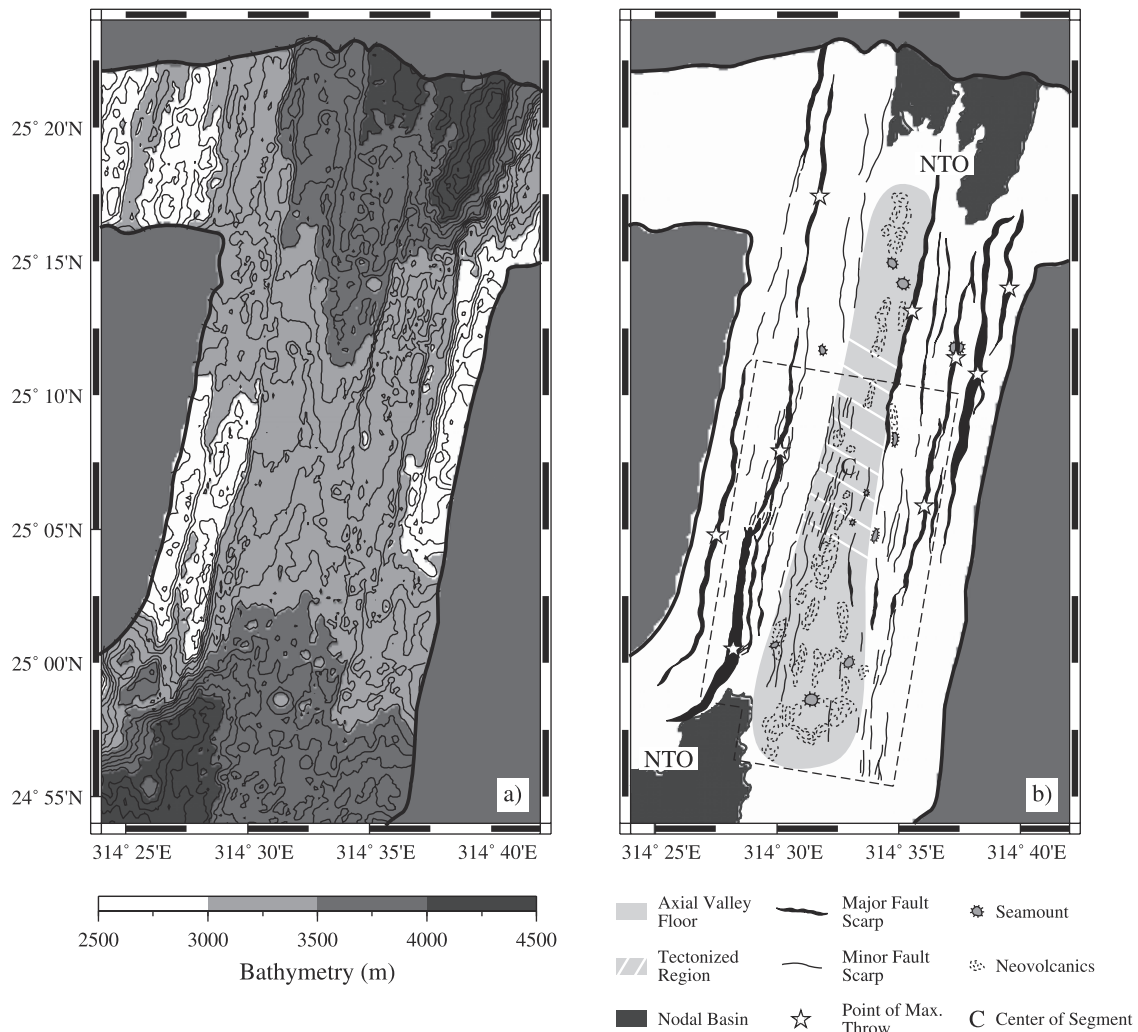 25° 20'N
25° 15'N
25° 10'N
25° 05'N
25° 00'N
24° 55'N
a)
314° 25'E 314° 30'E 314° 35'E 314° 40'E
2500 3000 3500 4000 4500
Bathymetry (m)
NTO
C
NTO
b)
314° 25'E 314° 30'E 314° 35'E 314° 40'E
Axial Valley
Floor
Major Fault
Scarp
Seamount
Tectonized
Region
Minor Fault
Scarp
Neovolcanics
Nodal Basin
Point of Max.
Throw
C Center of Segment